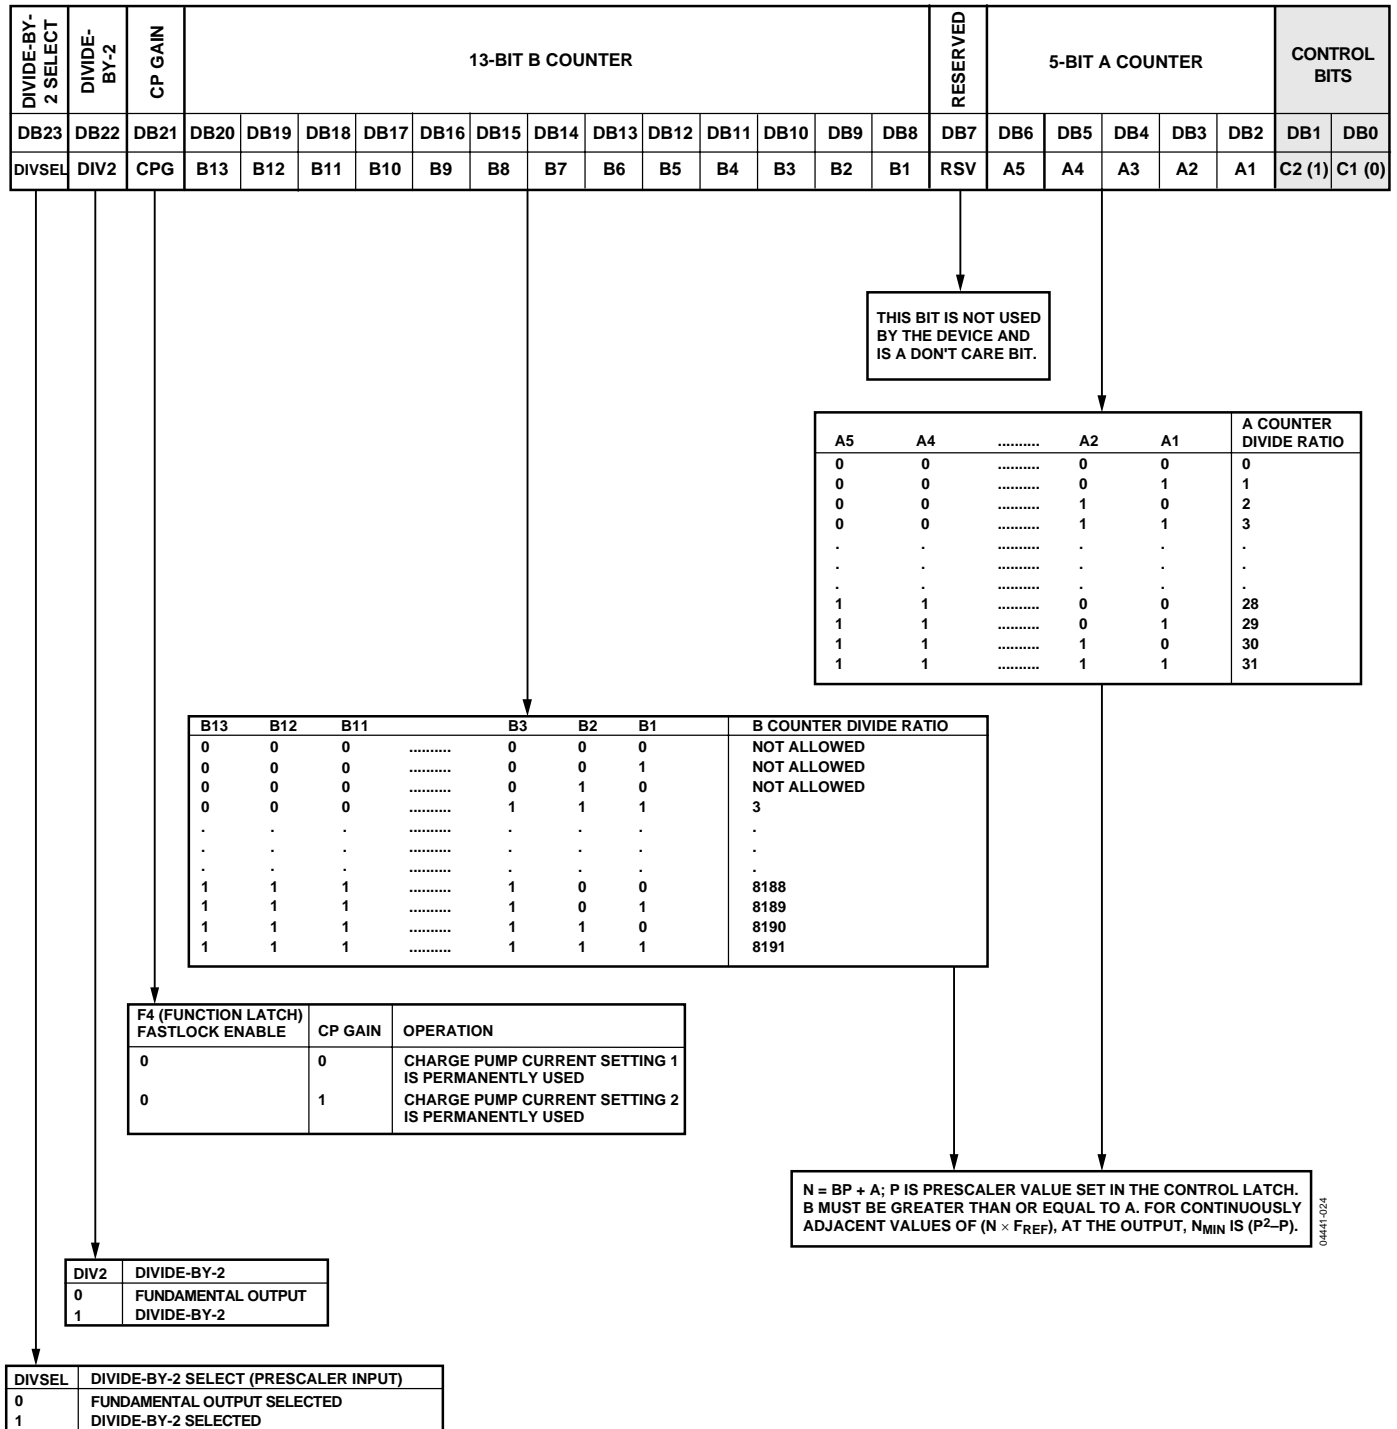 DIVIDE-BY-
2 SELECT
DIVIDE-
BY-2
CP GAIN
13-BIT B COUNTER
RESERVED
5-BIT A COUNTER
CONTROL
BITS
DB23 DB22 DB21 DB20 DB19 DB18 DB17 DB16 DB15 DB14 DB13 DB12 DB11 DB10 DB9 DB8 DB7 DB6 DB5 DB4 DB3 DB2 DB1 DB0
DIVSEL DIV2 CPG B13 B12 B11 B10 B9 B8 B7 B6 B5 B4 B3 B2 B1 RSV A5 A4 A3 A2 A1 C2 (1) C1 (0)
THIS BIT IS NOT USED
BY THE DEVICE AND
IS A DON'T CARE BIT.
A5 A4 .......... A2 A1 A COUNTER
DIVIDE RATIO
0 0 .......... 0 0 0
0 0 .......... 0 1 1
0 0 .......... 1 0 2
0 0 .......... 1 1 3
. . .......... . . .
. . .......... . . .
. . .......... . . .
1 1 .......... 0 0 28
1 1 .......... 0 1 29
1 1 .......... 1 0 30
1 1 .......... 1 1 31
B13 B12 B11 B3 B2 B1 B COUNTER DIVIDE RATIO
0 0 0 .......... 0 0 0 NOT ALLOWED
0 0 0 .......... 0 0 1 NOT ALLOWED
0 0 0 .......... 0 1 0 NOT ALLOWED
0 0 0 .......... 1 1 1 3
. . . .......... . . . .
. . . .......... . . . .
. . . .......... . . . .
1 1 1 .......... 1 0 0 8188
1 1 1 .......... 1 0 1 8189
1 1 1 .......... 1 1 0 8190
1 1 1 .......... 1 1 1 8191
F4 (FUNCTION LATCH)
FASTLOCK ENABLE CP GAIN OPERATION
0 0 CHARGE PUMP CURRENT SETTING 1
IS PERMANENTLY USED
0 1 CHARGE PUMP CURRENT SETTING 2
IS PERMANENTLY USED
N = BP + A; P IS PRESCALER VALUE SET IN THE CONTROL LATCH.
B MUST BE GREATER THAN OR EQUAL TO A. FOR CONTINUOUSLY
ADJACENT VALUES OF (N × FREF), AT THE OUTPUT, NMIN IS (P²–P).
04441-024
DIV2 DIVIDE-BY-2
0 FUNDAMENTAL OUTPUT
1 DIVIDE-BY-2
DIVSEL DIVIDE-BY-2 SELECT (PRESCALER INPUT)
0 FUNDAMENTAL OUTPUT SELECTED
1 DIVIDE-BY-2 SELECTED